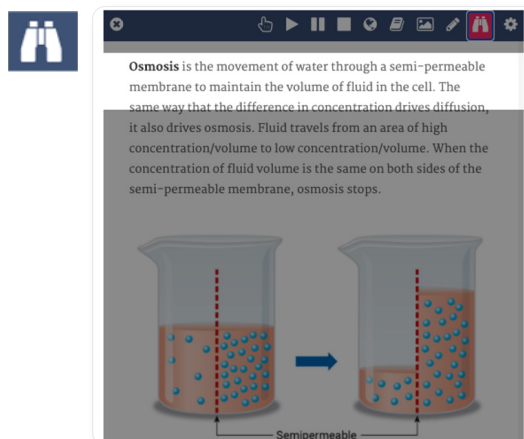 Osmosis is the movement of water through a semi-permeable
membrane to maintain the volume of fluid in the cell. The
same way that the difference in concentration drives diffusion,
it also drives osmosis. Fluid travels from an area of high
concentration/volume to low concentration/volume. When the
concentration of fluid volume is the same on both sides of the
semi-permeable membrane, osmosis stops.
Semipermeable